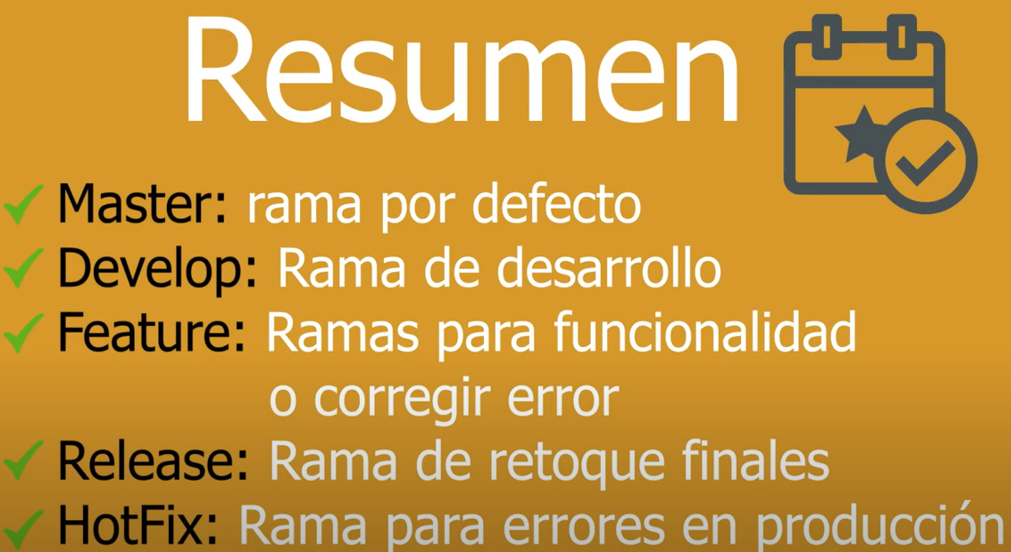 Resumen
Master: rama por defecto
Develop: Rama de desarrollo
Feature: Ramas para funcionalidad
o corregir error
Release: Rama de retoque finales
HotFix: Rama para errores en producción